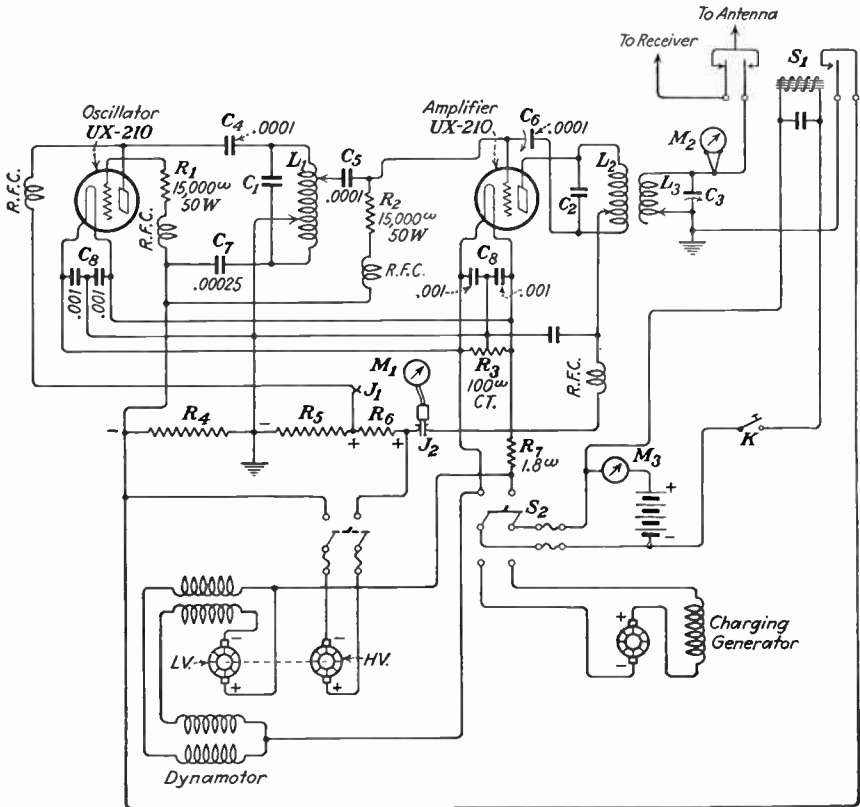 To Antenna
To Receiver
S1
Oscillator
UX-210
C4
.0001
Amplifier
UX-210
C6
.0001
M2
R.F.C.
R1
15,000ω
50W
L1
C1
C5
.0001
R2
15,000ω
50W
C2
L2
L3
C3
R.F.C.
C7
.00025
R.F.C.
C8
.001
.001
C8
.001
.001
M1
J1
R3
100ω
CT.
R.F.C.
- R4
- R5
+
R6
+
J2
R7
1.8ω
K
M3
+
-
S2
LV.
-
+
-
+
HV.
+
-
Charging
Generator
Dynamotor